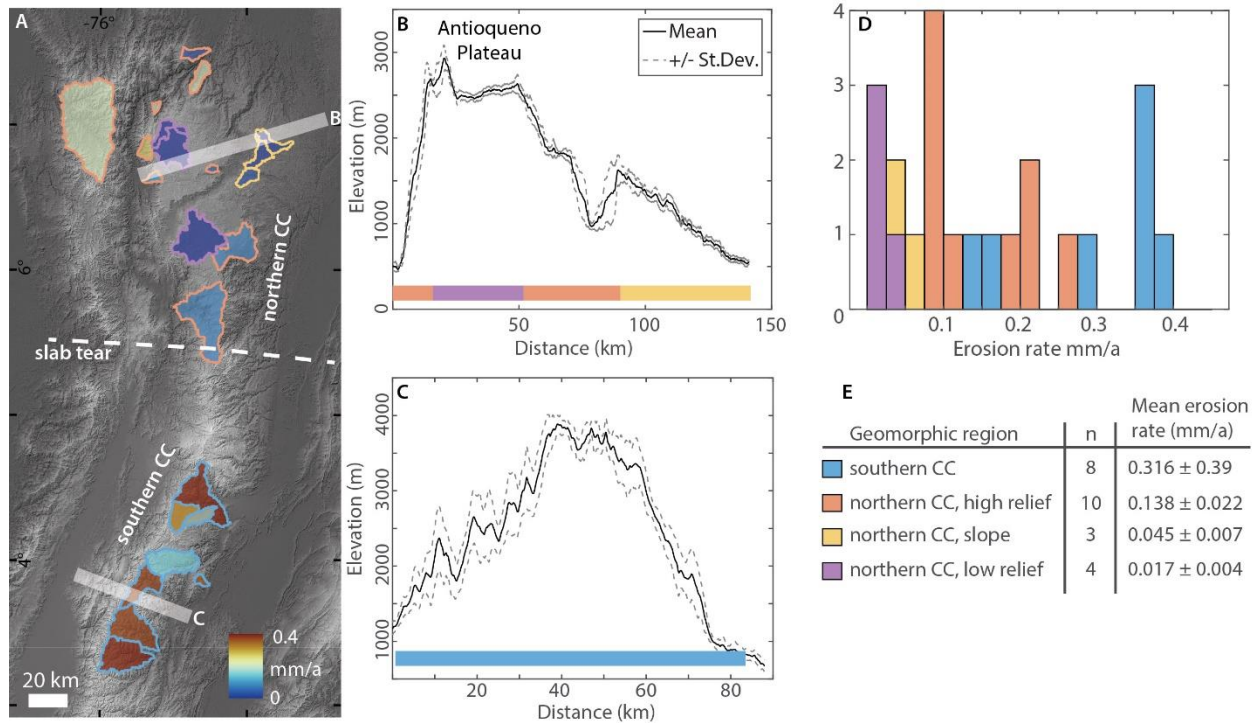 A
-76°
B
6°
northern CC
slab tear
southern CC
4°
C
0.4
mm/a
0
20 km
B
Antioqueno
Plateau
Mean
+/- St.Dev.
3000
2000
1000
0
Elevation (m)
50
100
150
Distance (km)
C
4000
3000
2000
1000
Elevation (m)
20
40
60
80
Distance (km)
D
4
3
2
1
0
0.1
0.2
0.3
0.4
Erosion rate mm/a
E
Geomorphic region n Mean erosion
rate (mm/a)
southern CC 8 0.316 ± 0.39
northern CC, high relief 10 0.138 ± 0.022
northern CC, slope 3 0.045 ± 0.007
northern CC, low relief 4 0.017 ± 0.004